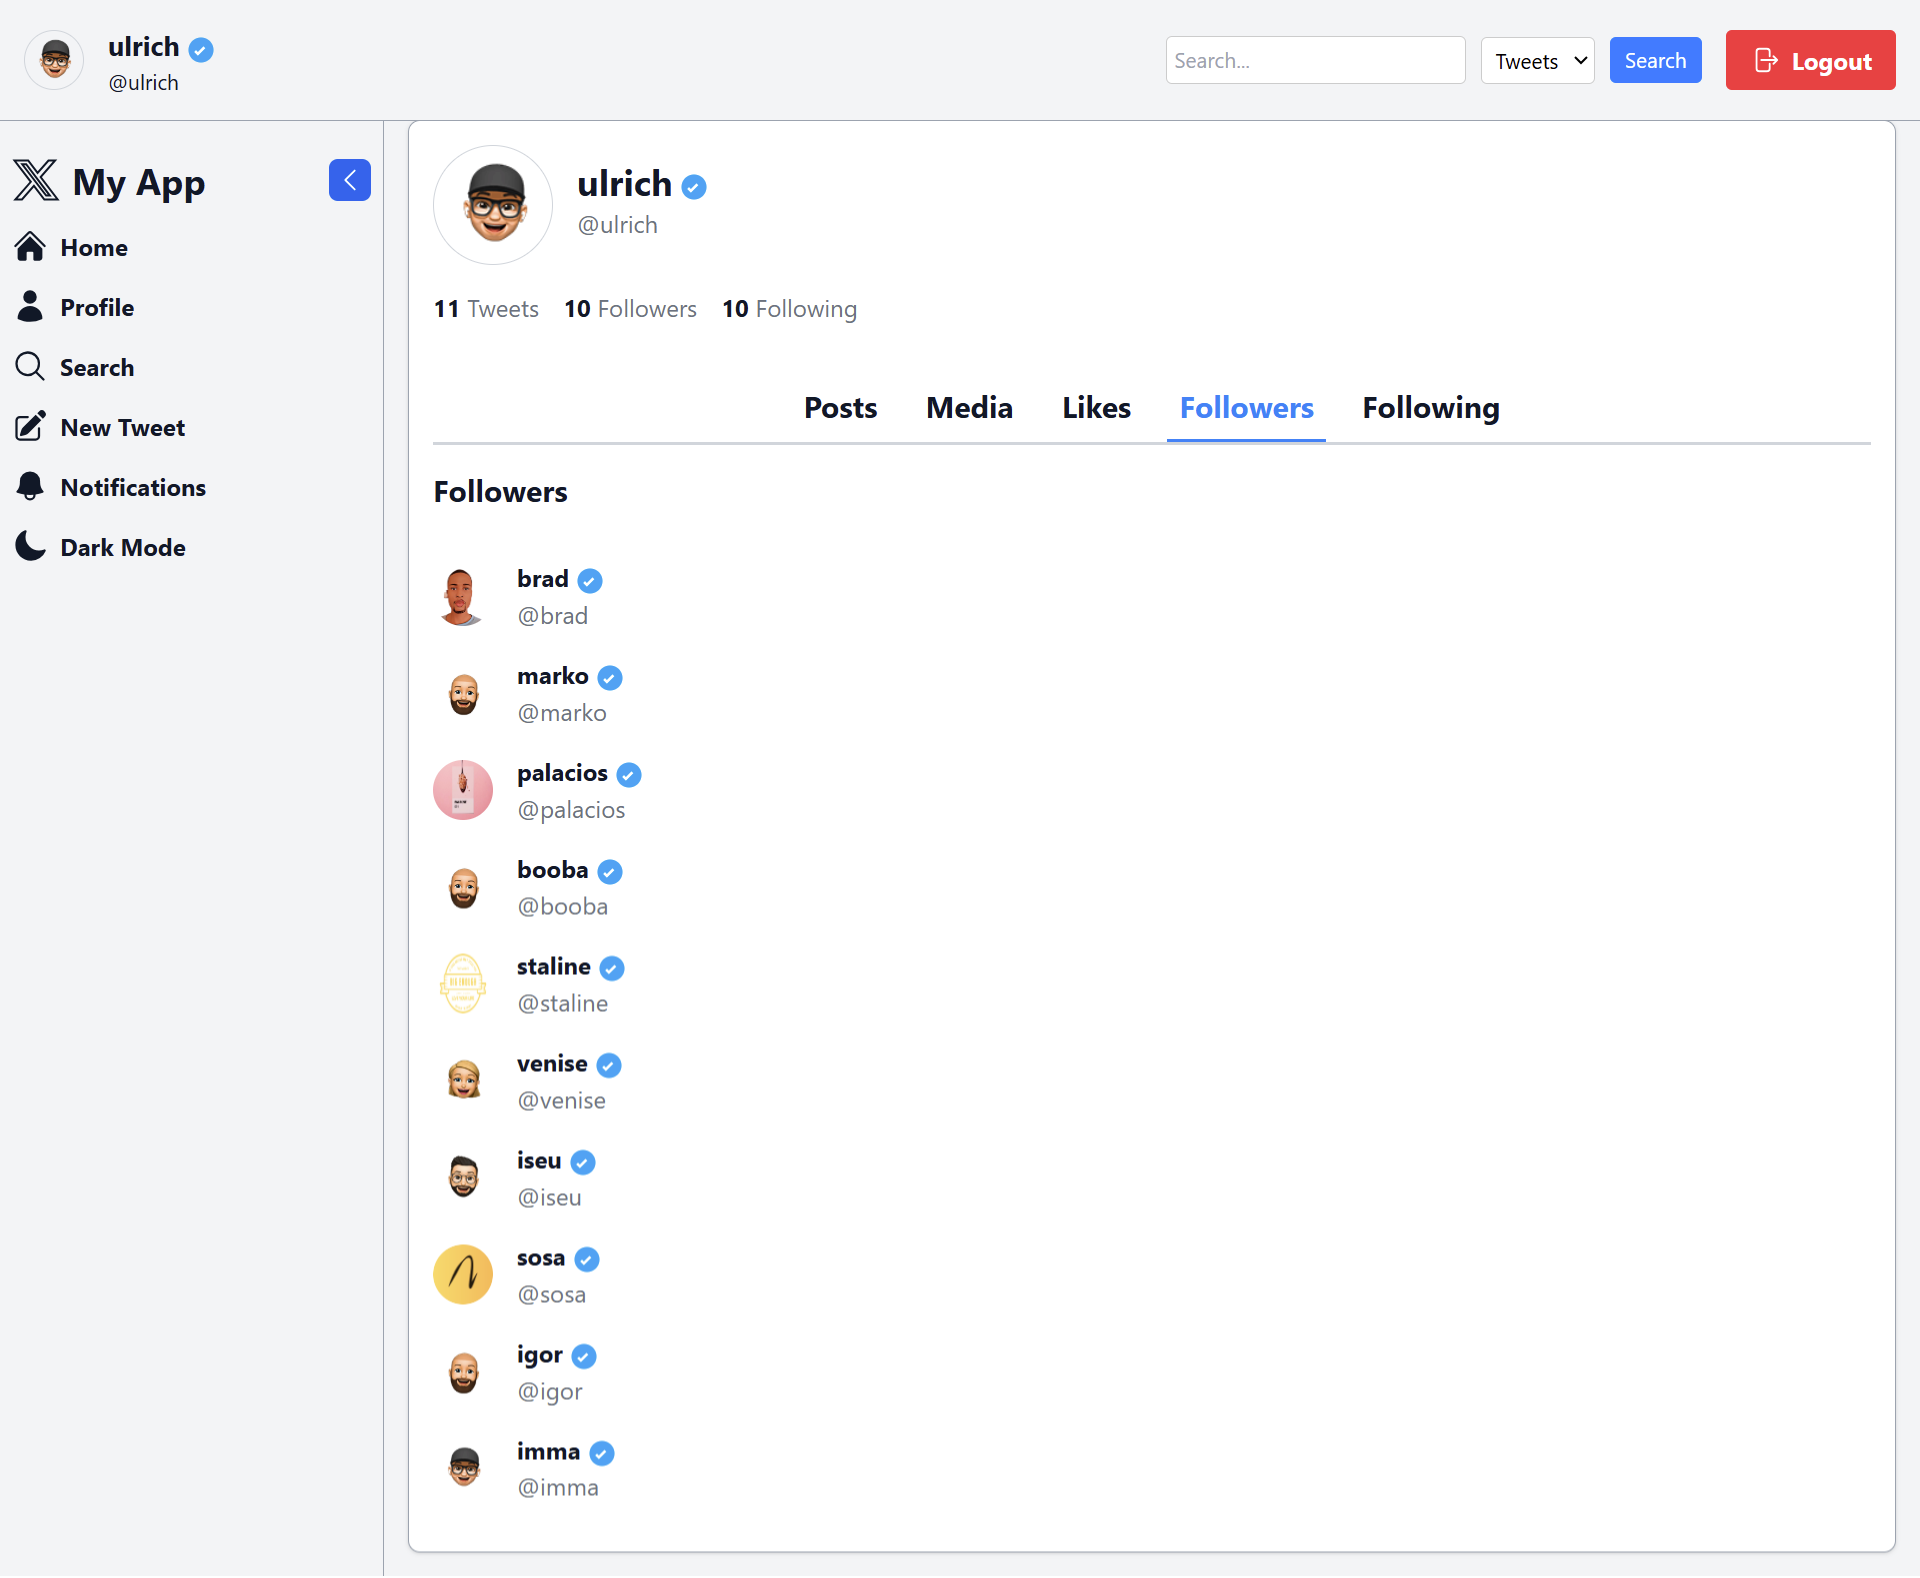 ulrich
@ulrich
Search...
Tweets
Search
Logout
My App
Home
Profile
Search
New Tweet
Notifications
Dark Mode
ulrich
@ulrich
11 Tweets 10 Followers 10 Following
Posts Media Likes Followers Following
Followers
brad
@brad
marko
@marko
palacios
@palacios
booba
@booba
staline
@staline
venise
@venise
iseu
@iseu
sosa
@sosa
igor
@igor
imma
@imma